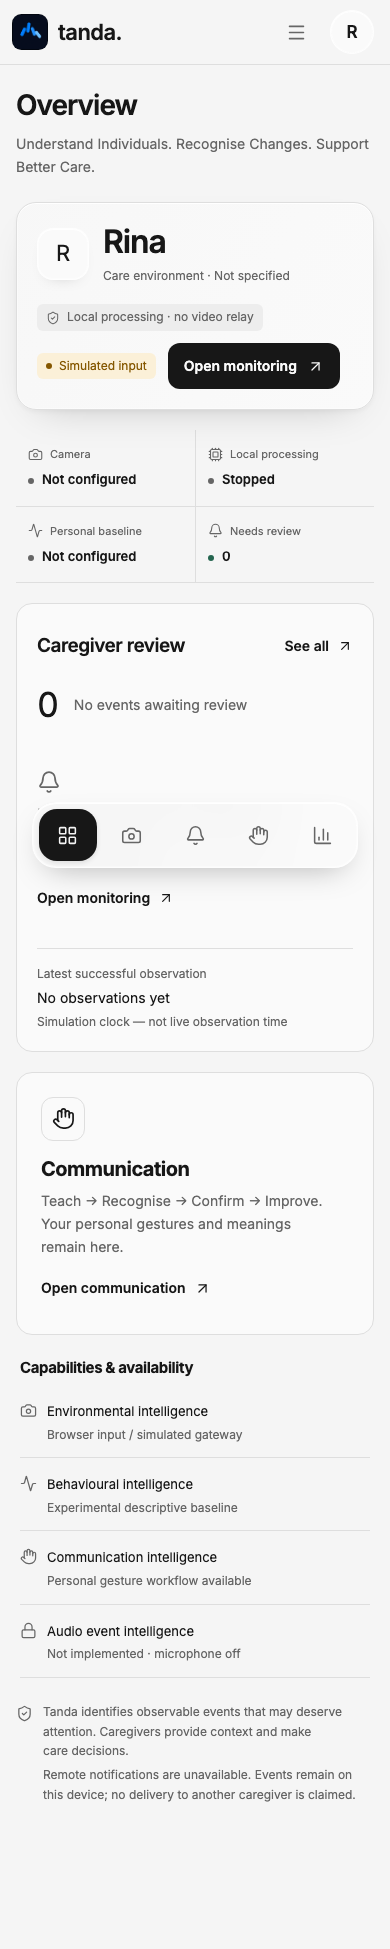 tanda.
R
Overview
Understand Individuals. Recognise Changes. Support
Better Care.
R
Rina
Care environment · Not specified
Local processing · no video relay
Simulated input
Open monitoring
Camera
Not configured
Local processing
Stopped
Personal baseline
Not configured
Needs review
0
Caregiver review
See all
0
No events awaiting review
Open monitoring
Latest successful observation
No observations yet
Simulation clock — not live observation time
Communication
Teach → Recognise → Confirm → Improve.
Your personal gestures and meanings
remain here.
Open communication
Capabilities & availability
Environmental intelligence
Browser input / simulated gateway
Behavioural intelligence
Experimental descriptive baseline
Communication intelligence
Personal gesture workflow available
Audio event intelligence
Not implemented · microphone off
Tanda identifies observable events that may deserve
attention. Caregivers provide context and make
care decisions.
Remote notifications are unavailable. Events remain on
this device; no delivery to another caregiver is claimed.